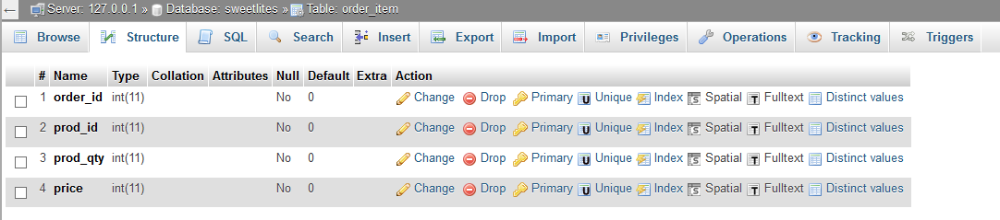 ← Server: 127.0.0.1 » Database: sweetlites » Table: order_item
Browse Structure SQL Search Insert Export Import Privileges Operations Tracking Triggers
# Name Type Collation Attributes Null Default Extra Action
1 order_id int(11) No 0 Change Drop Primary Unique Index Spatial Fulltext Distinct values
2 prod_id int(11) No 0 Change Drop Primary Unique Index Spatial Fulltext Distinct values
3 prod_qty int(11) No 0 Change Drop Primary Unique Index Spatial Fulltext Distinct values
4 price int(11) No 0 Change Drop Primary Unique Index Spatial Fulltext Distinct values